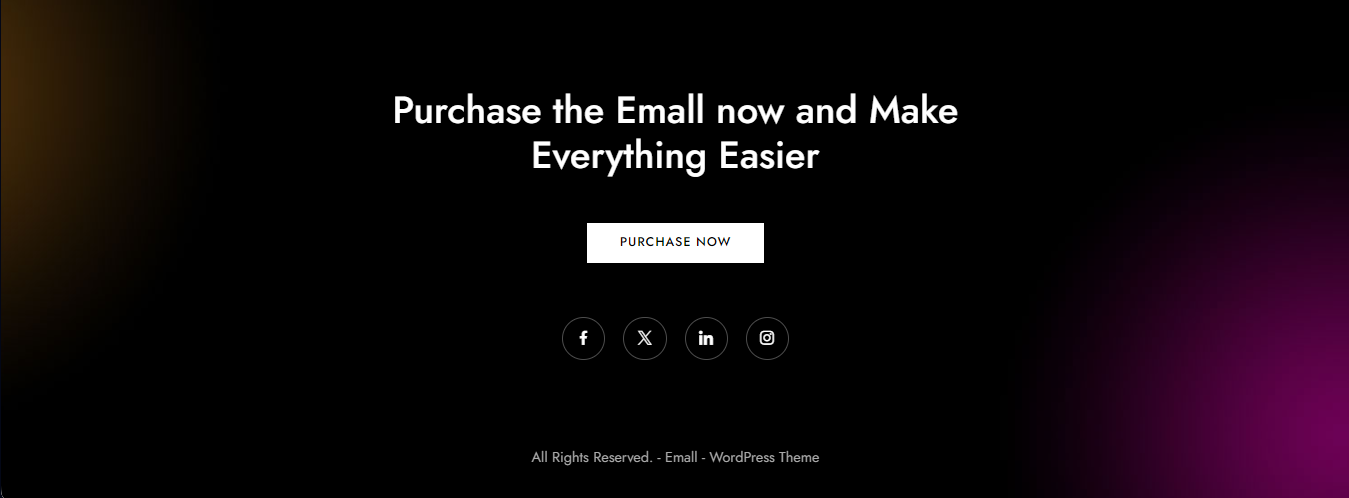 Purchase the Emall now and Make
Everything Easier
PURCHASE NOW
All Rights Reserved. - Emall - WordPress Theme